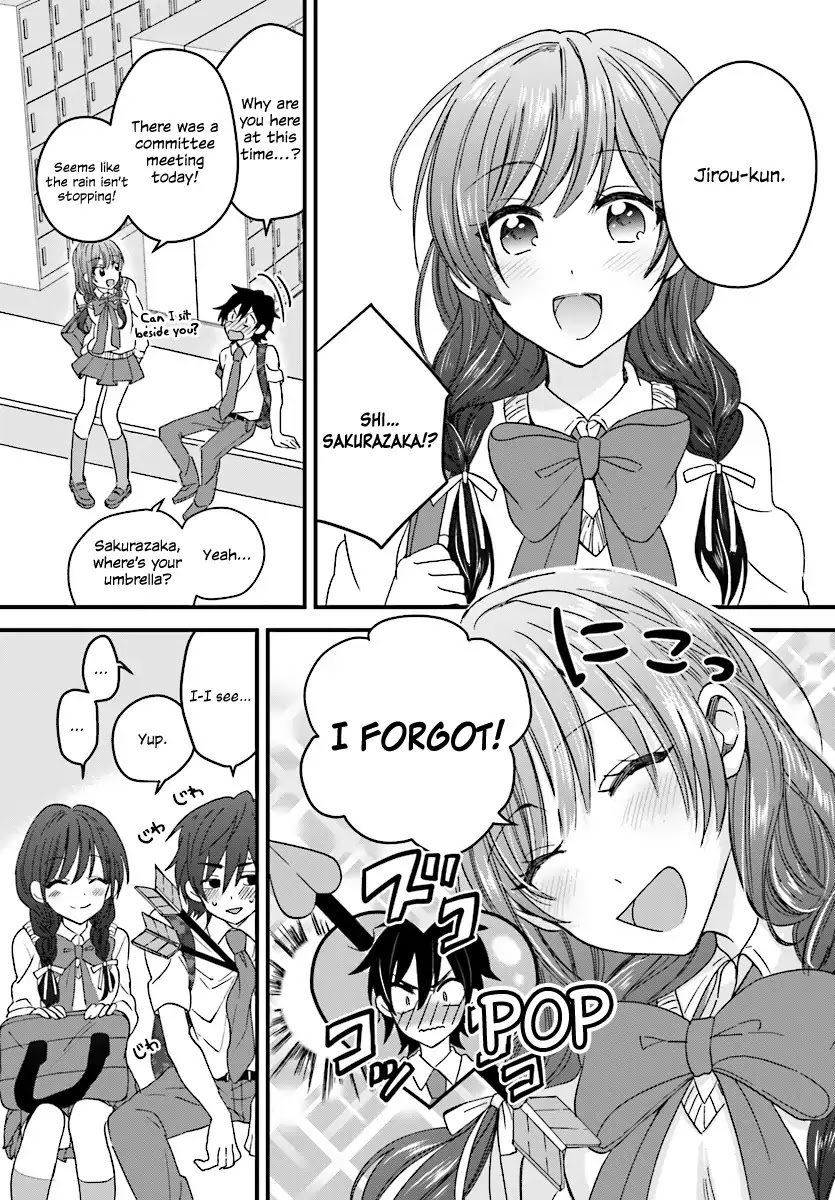 Jirou-kun.
SHI...
SAKURAZAKA!?
Why are
you here
at this
time...?
There was a
committee
meeting
today!
Seems like
the rain isn't
stopping!
Can I sit
beside you?
Yeah...
Sakurazaka,
where's your
umbrella?
にこっ
I FORGOT!
ズコ
POP
コッ
I-I see...
Yup.
...
...
じわ
じわ